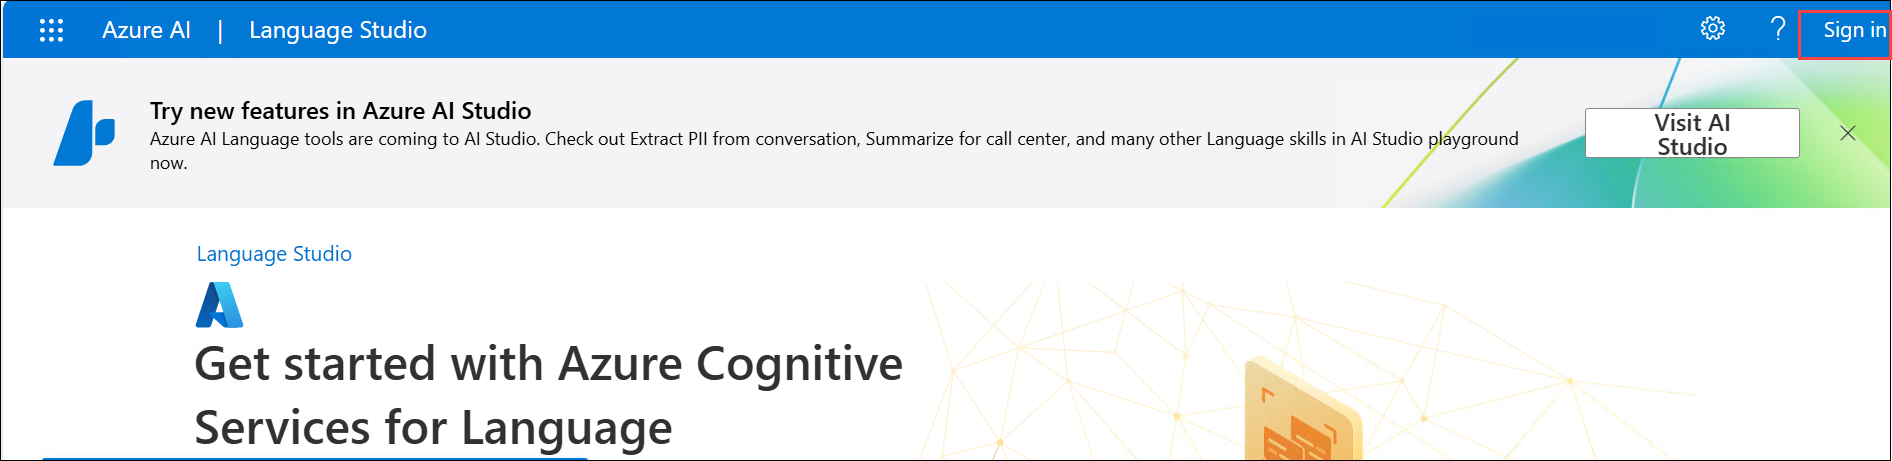 Azure AI | Language Studio ? Sign in
Try new features in Azure AI Studio
Azure AI Language tools are coming to AI Studio. Check out Extract PII from conversation, Summarize for call center, and many other Language skills in AI Studio playground
now.
Visit AI
Studio
Language Studio
Get started with Azure Cognitive
Services for Language